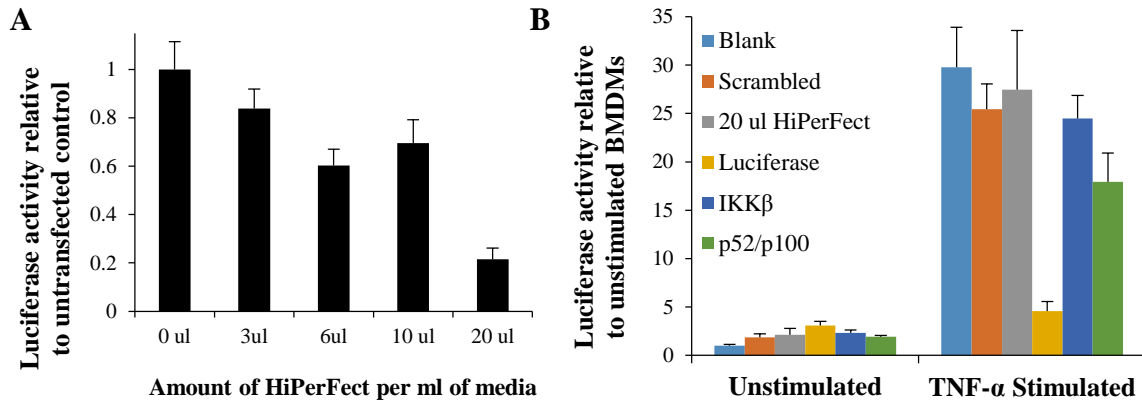 A
Luciferase activity relative
to untransfected control
1
0.8
0.6
0.4
0.2
0
0 ul
3ul
6ul
10 ul
20 ul
Amount of HiPerFect per ml of media
B
Luciferase activity relative
to unstimulated BMDMs
35
30
25
20
15
10
5
0
Blank
Scrambled
20 ul HiPerFect
Luciferase
IKKβ
p52/p100
Unstimulated
TNF-α Stimulated